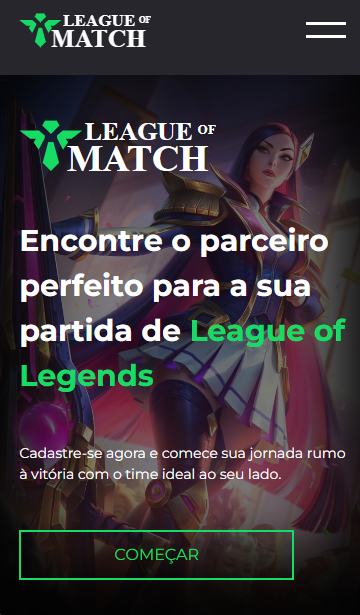 LEAGUE OF
MATCH
LEAGUE OF
MATCH
Encontre o parceiro
perfeito para a sua
partida de League of
Legends
Cadastre-se agora e comece sua jornada rumo
à vitória com o time ideal ao seu lado.
COMEÇAR